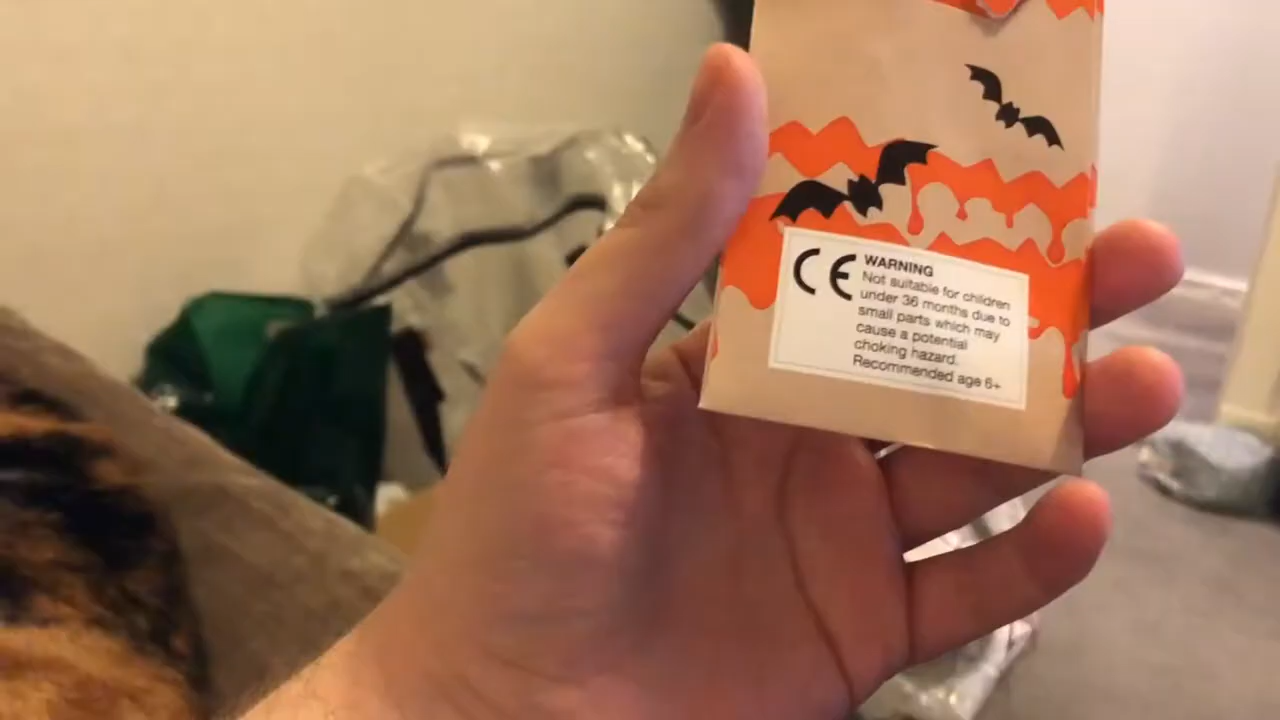 CE
WARNING
Not suitable for children
under 36 months due to
small parts which may
cause a potential
choking hazard.
Recommended age 6+